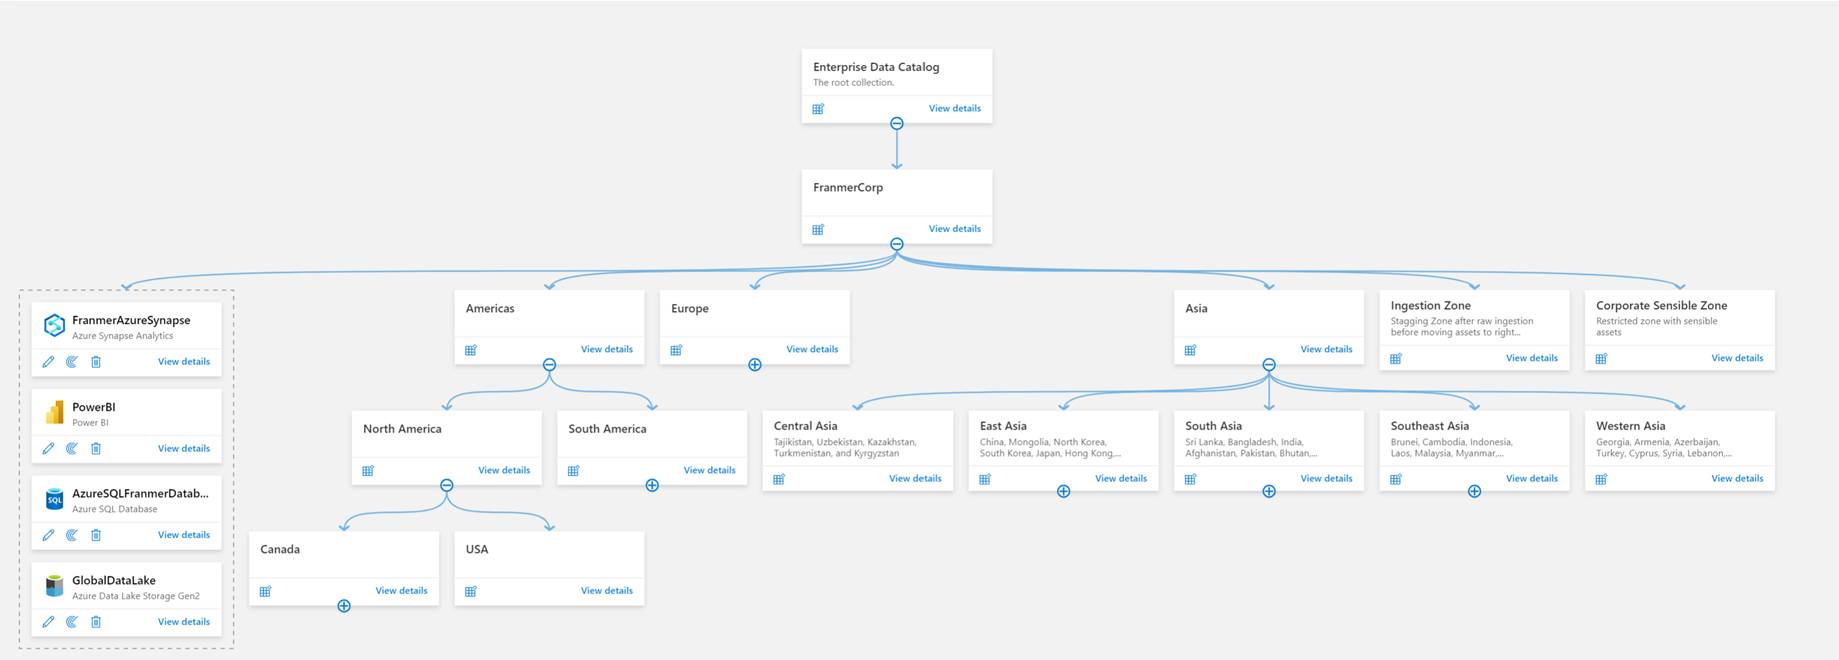 Enterprise Data Catalog
The root collection.
View details
FranmerCorp
View details
FranmerAzureSynapse
Azure Synapse Analytics
View details
PowerBI
Power BI
View details
AzureSQLFranmerDatab...
SQL
Azure SQL Database
View details
GlobalDataLake
Azure Data Lake Storage Gen2
View details
Americas
View details
Europe
View details
Asia
View details
Ingestion Zone
Stagging Zone after raw ingestion
before moving assets to right...
View details
Corporate Sensible Zone
Restricted zone with sensible
assets
View details
North America
View details
South America
View details
Central Asia
Tajikistan, Uzbekistan, Kazakhstan,
Turkmenistan, and Kyrgyzstan
View details
East Asia
China, Mongolia, North Korea,
South Korea, Japan, Hong Kong,...
View details
South Asia
Sri Lanka, Bangladesh, India,
Afghanistan, Pakistan, Bhutan,...
View details
Southeast Asia
Brunei, Cambodia, Indonesia,
Laos, Malaysia, Myanmar,...
View details
Western Asia
Georgia, Armenia, Azerbaijan,
Turkey, Cyprus, Syria, Lebanon,...
View details
Canada
View details
USA
View details